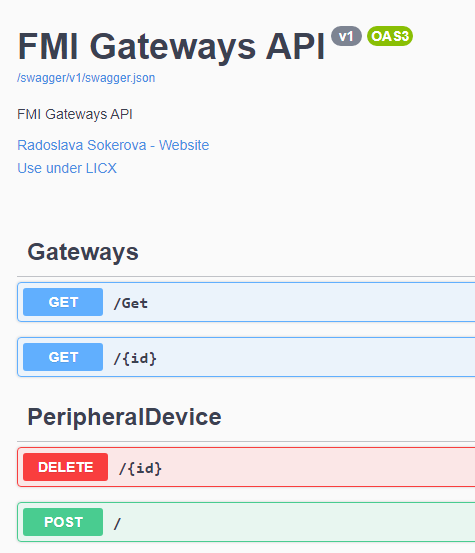 FMI Gateways API v1 OAS3
/swagger/v1/swagger.json
FMI Gateways API
Radoslava Sokerova - Website
Use under LICX
Gateways
GET /Get
GET /{id}
PeripheralDevice
DELETE /{id}
POST /